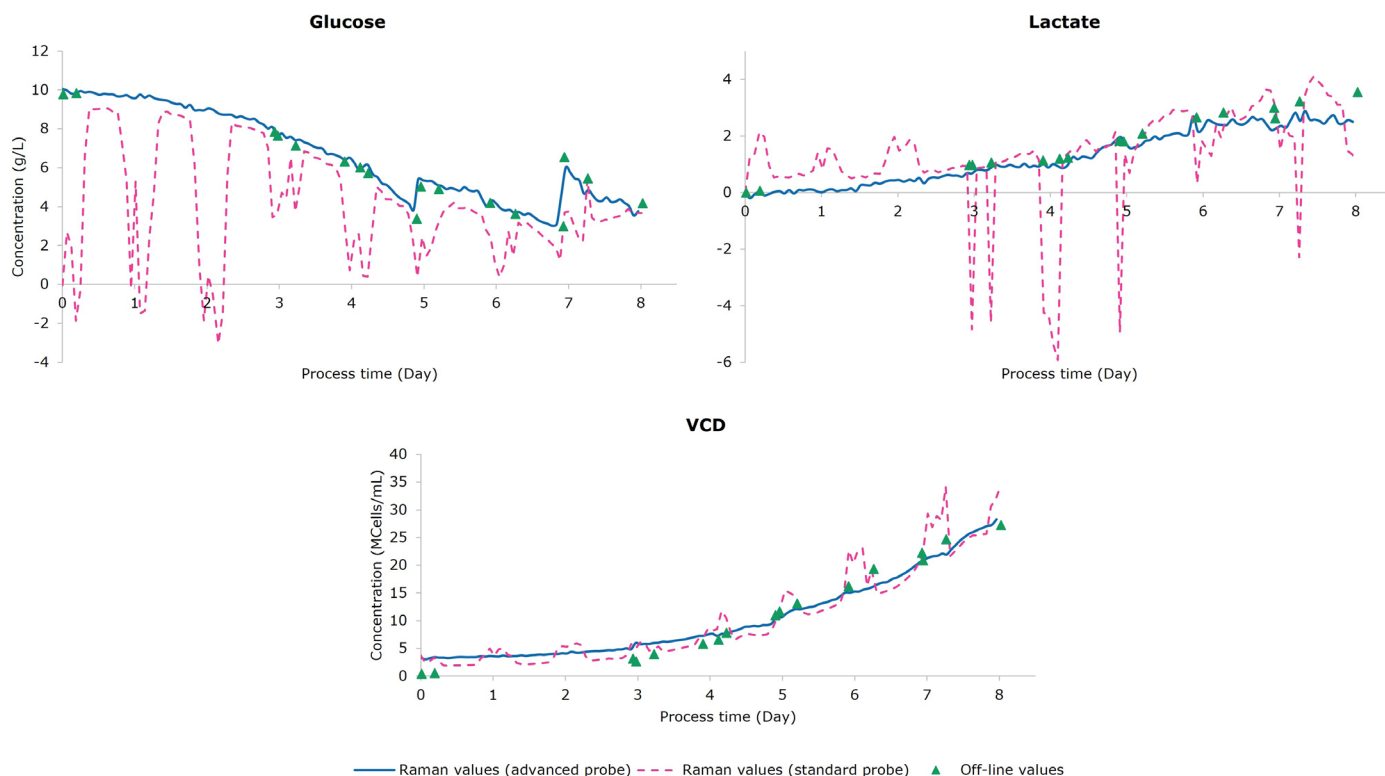 Glucose
12
10
8
6
4
2
0
-2
-4
Concentration (g/L)
0 1 2 3 4 5 6 7 8
Process time (Day)
Lactate
4
2
0
-2
-4
-6
0 1 2 3 4 5 6 7 8
Process time (Day)
VCD
40
35
30
25
20
15
10
5
0
Concentration (MCells/mL)
0 1 2 3 4 5 6 7 8
Process time (Day)
Raman values (advanced probe) Raman values (standard probe) Off-line values